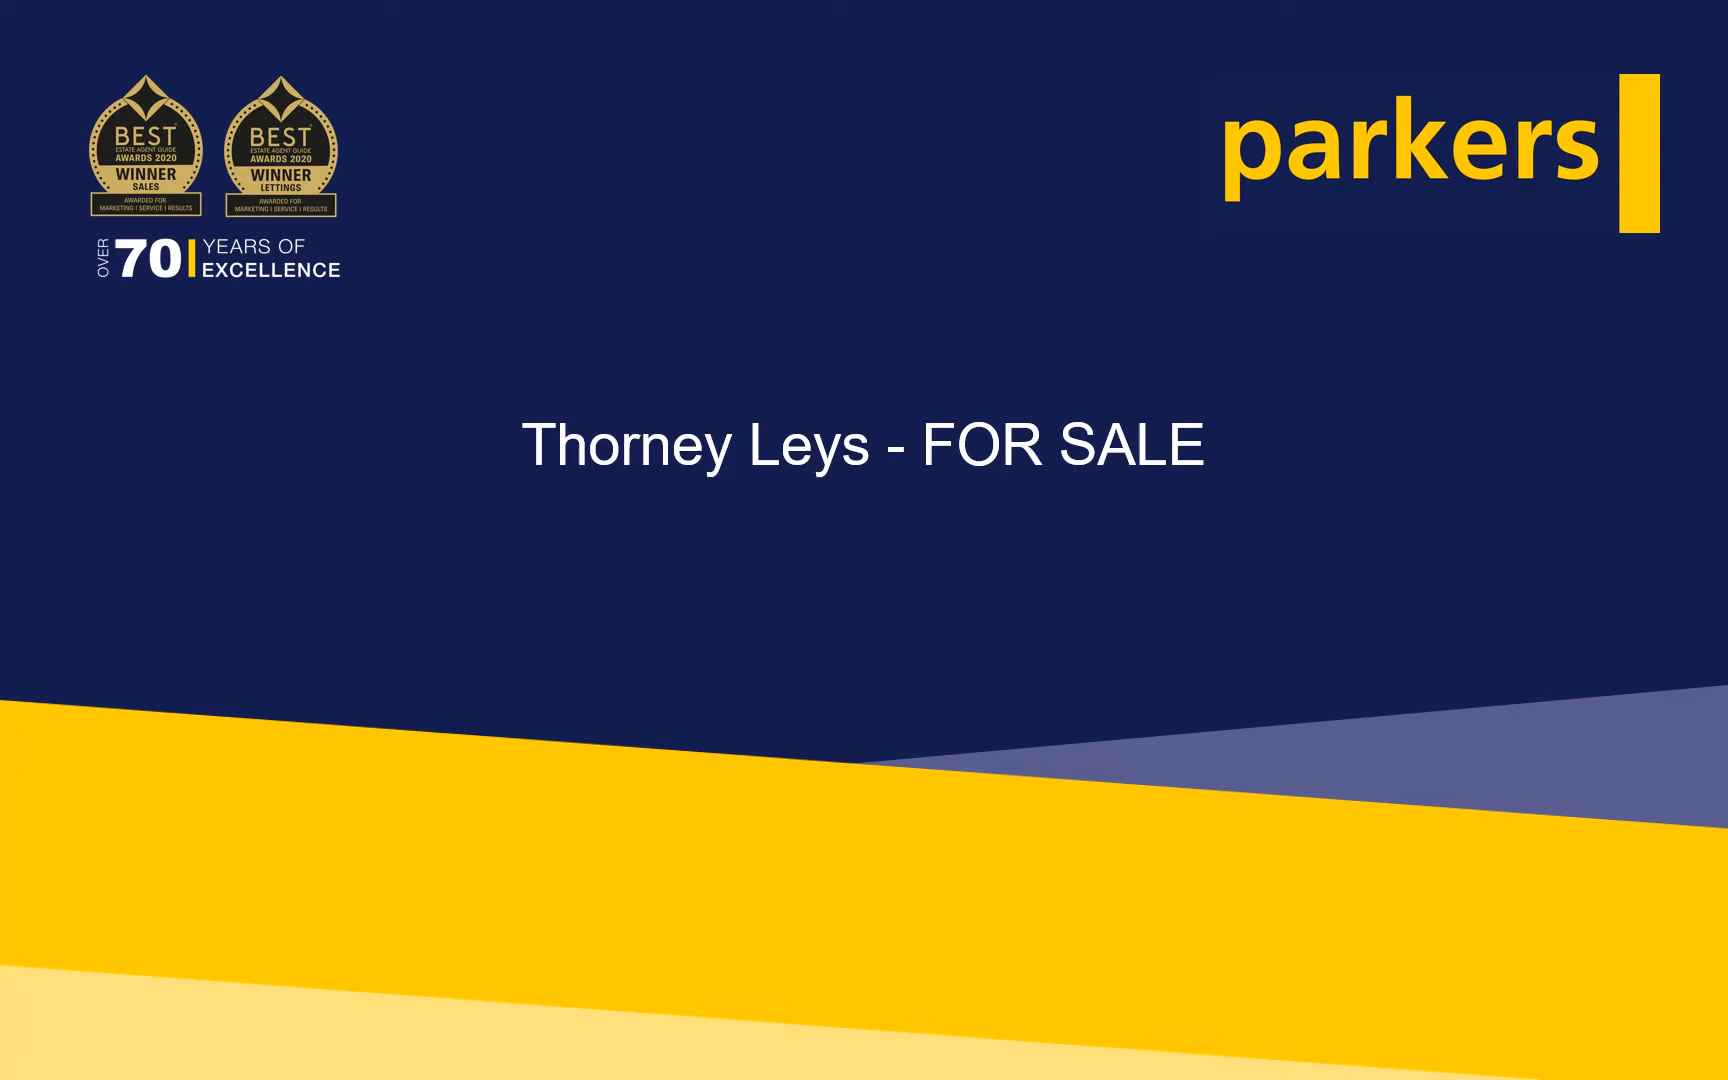 BEST
ESTATE AGENT GUIDE
AWARDS 2020
WINNER
SALES
AWARDED FOR
MARKETING | SERVICE | RESULTS
BEST
ESTATE AGENT GUIDE
AWARDS 2020
WINNER
LETTINGS
AWARDED FOR
MARKETING | SERVICE | RESULTS
OVER 70 YEARS OF
EXCELLENCE
parkers
Thorney Leys - FOR SALE